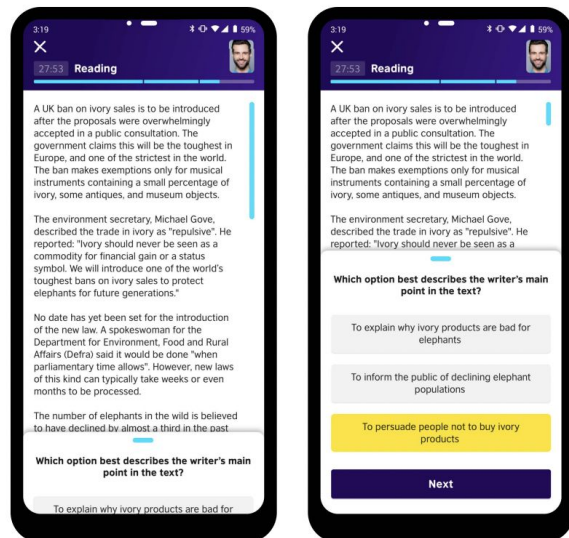 3:19
59%
27:53 Reading
A UK ban on ivory sales is to be introduced
after the proposals were overwhelmingly
accepted in a public consultation. The
government claims this will be the toughest in
Europe, and one of the strictest in the world.
The ban makes exemptions only for musical
instruments containing a small percentage of
ivory, some antiques, and museum objects.
The environment secretary, Michael Gove,
described the trade in ivory as "repulsive". He
reported: "Ivory should never be seen as a
commodity for financial gain or a status
symbol. We will introduce one of the world's
toughest bans on ivory sales to protect
elephants for future generations."
No date has yet been set for the introduction
of the new law. A spokeswoman for the
Department for Environment, Food and Rural
Affairs (Defra) said it would be done "when
parliamentary time allows". However, new laws
of this kind can typically take weeks or even
months to be processed.
The number of elephants in the wild is believed
to have declined by almost a third in the past
Which option best describes the writer's main
point in the text?
To explain why ivory products are bad for
3:19
59%
27:53 Reading
A UK ban on ivory sales is to be introduced
after the proposals were overwhelmingly
accepted in a public consultation. The
government claims this will be the toughest in
Europe, and one of the strictest in the world.
The ban makes exemptions only for musical
instruments containing a small percentage of
ivory, some antiques, and museum objects.
The environment secretary, Michael Gove,
described the trade in ivory as "repulsive". He
reported: "Ivory should never be seen as a
Which option best describes the writer's main
point in the text?
To explain why ivory products are bad for
elephants
To inform the public of declining elephant
populations
To persuade people not to buy ivory
products
Next